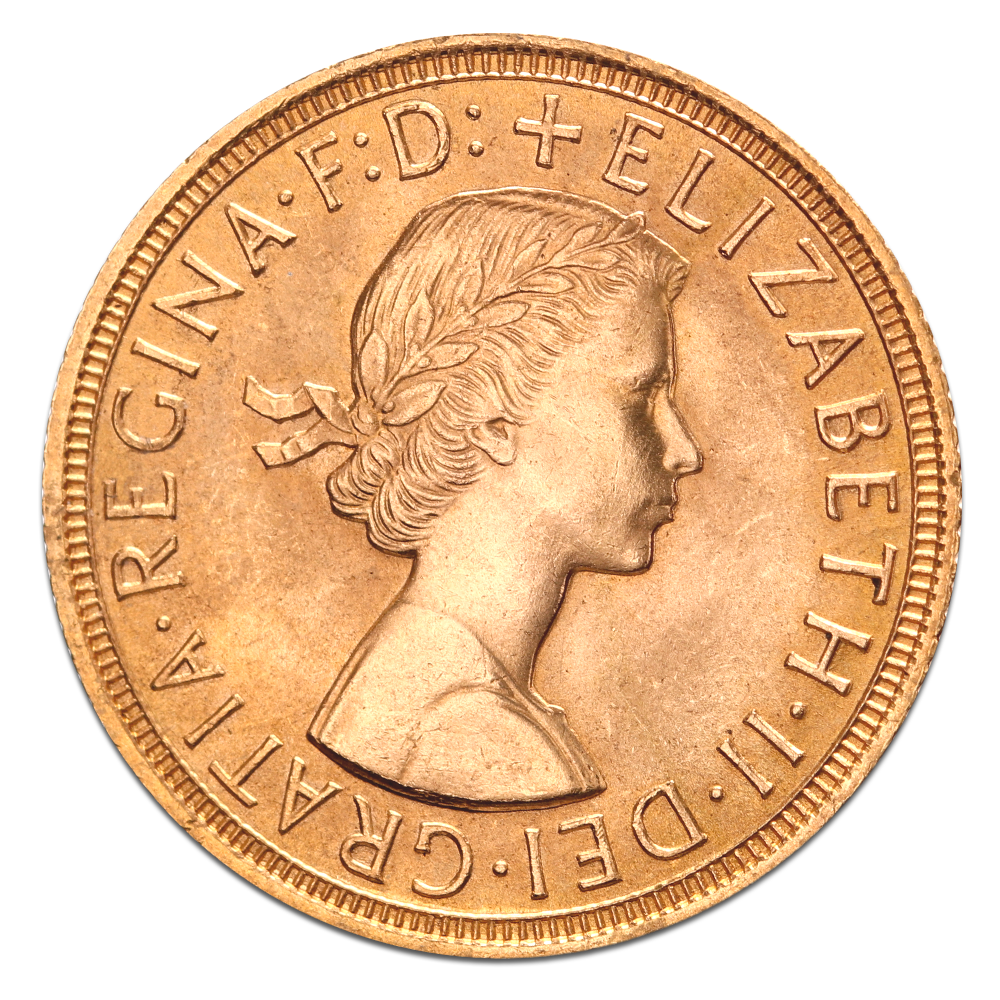 + ELIZABETH · II · DEI · GRATIA · REGINA · F: D: